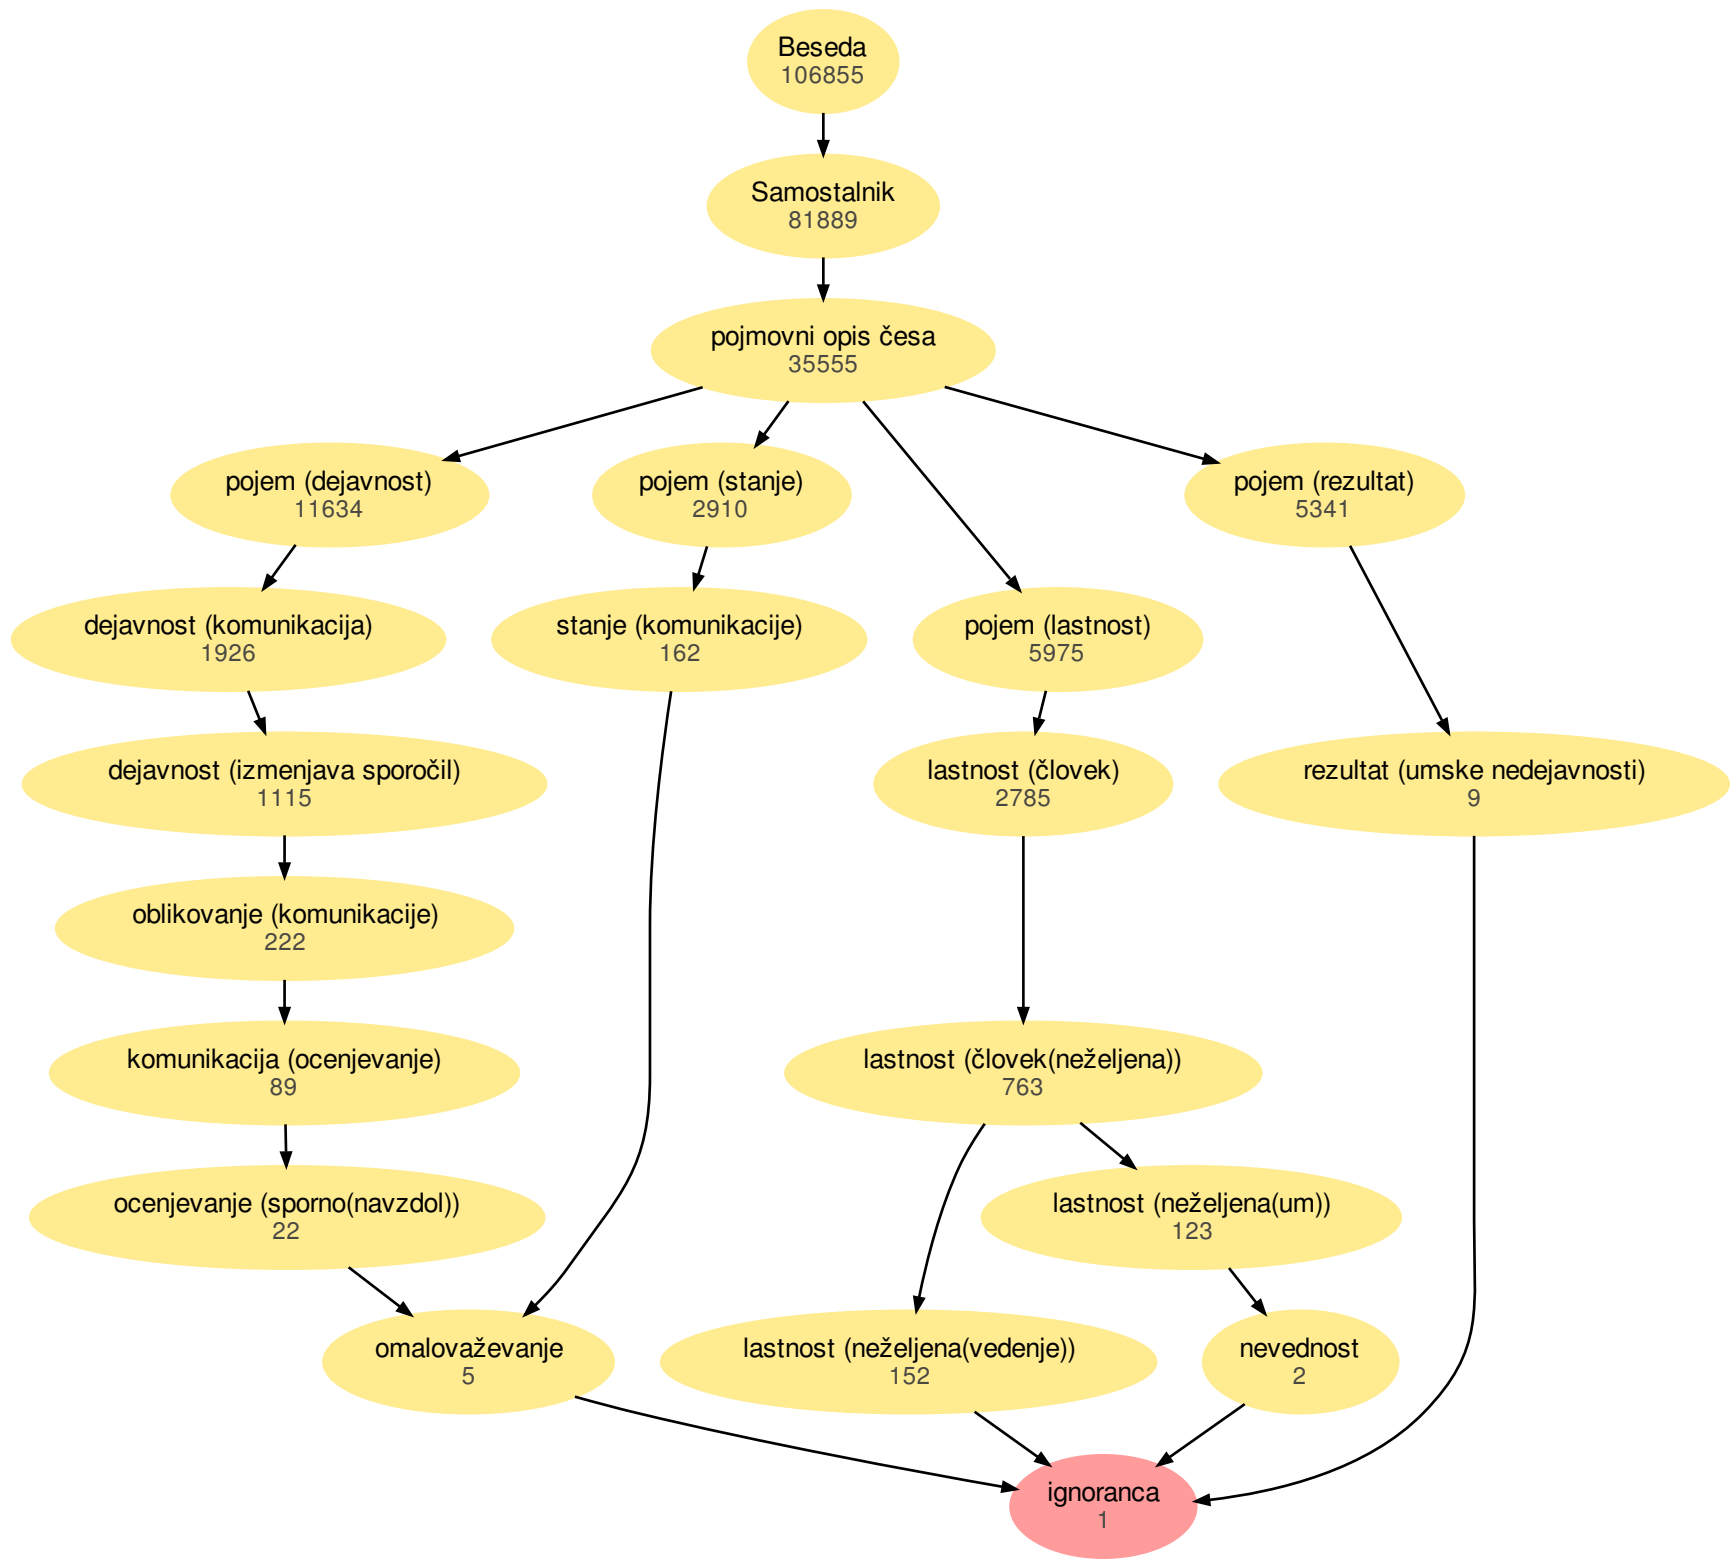 Beseda
106855
Samostalnik
81889
pojmovni opis česa
35555
pojem (dejavnost)
11634
pojem (stanje)
2910
pojem (rezultat)
5341
dejavnost (komunikacija)
1926
stanje (komunikacije)
162
pojem (lastnost)
5975
dejavnost (izmenjava sporočil)
1115
lastnost (človek)
2785
rezultat (umske nedejavnosti)
9
oblikovanje (komunikacije)
222
komunikacija (ocenjevanje)
89
lastnost (človek(neželjena))
763
ocenjevanje (sporno(navzdol))
22
lastnost (neželjena(um))
123
omalovaževanje
5
lastnost (neželjena(vedenje))
152
nevednost
2
ignoranca
1